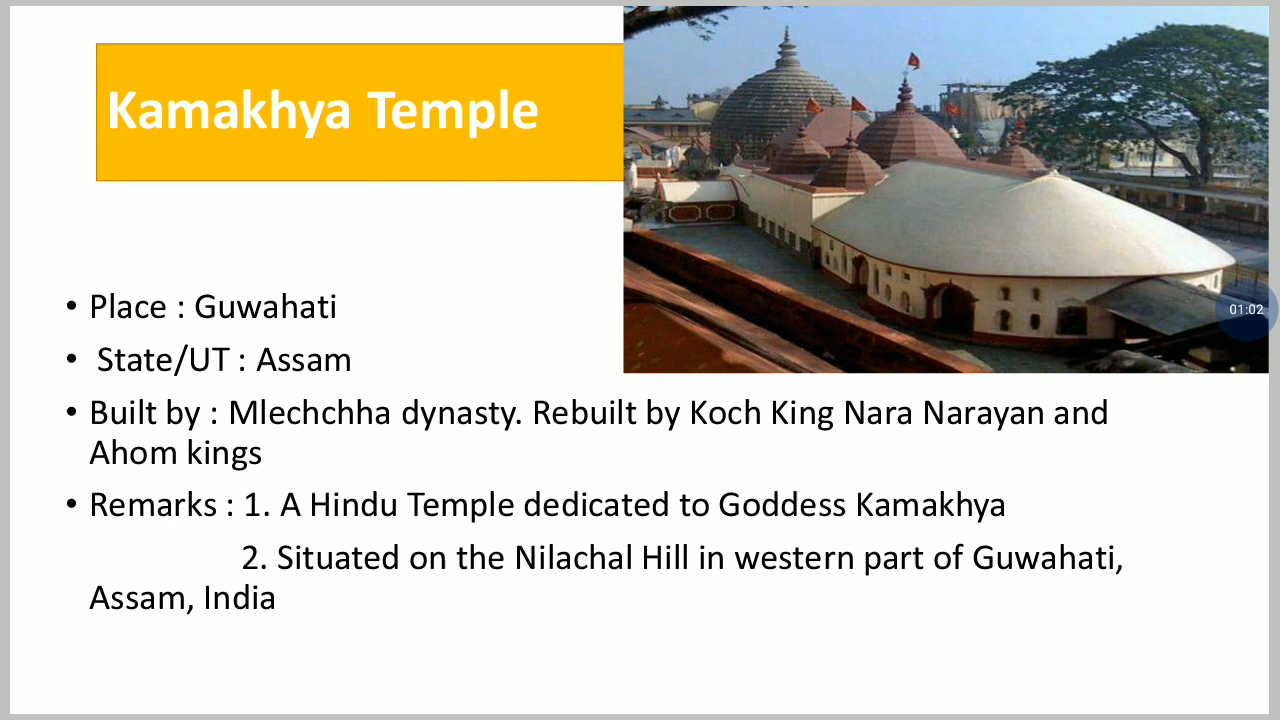 Kamakhya Temple
01:02
• Place : Guwahati
• State/UT : Assam
• Built by : Mlechchha dynasty. Rebuilt by Koch King Nara Narayan and
Ahom kings
• Remarks : 1. A Hindu Temple dedicated to Goddess Kamakhya
2. Situated on the Nilachal Hill in western part of Guwahati,
Assam, India